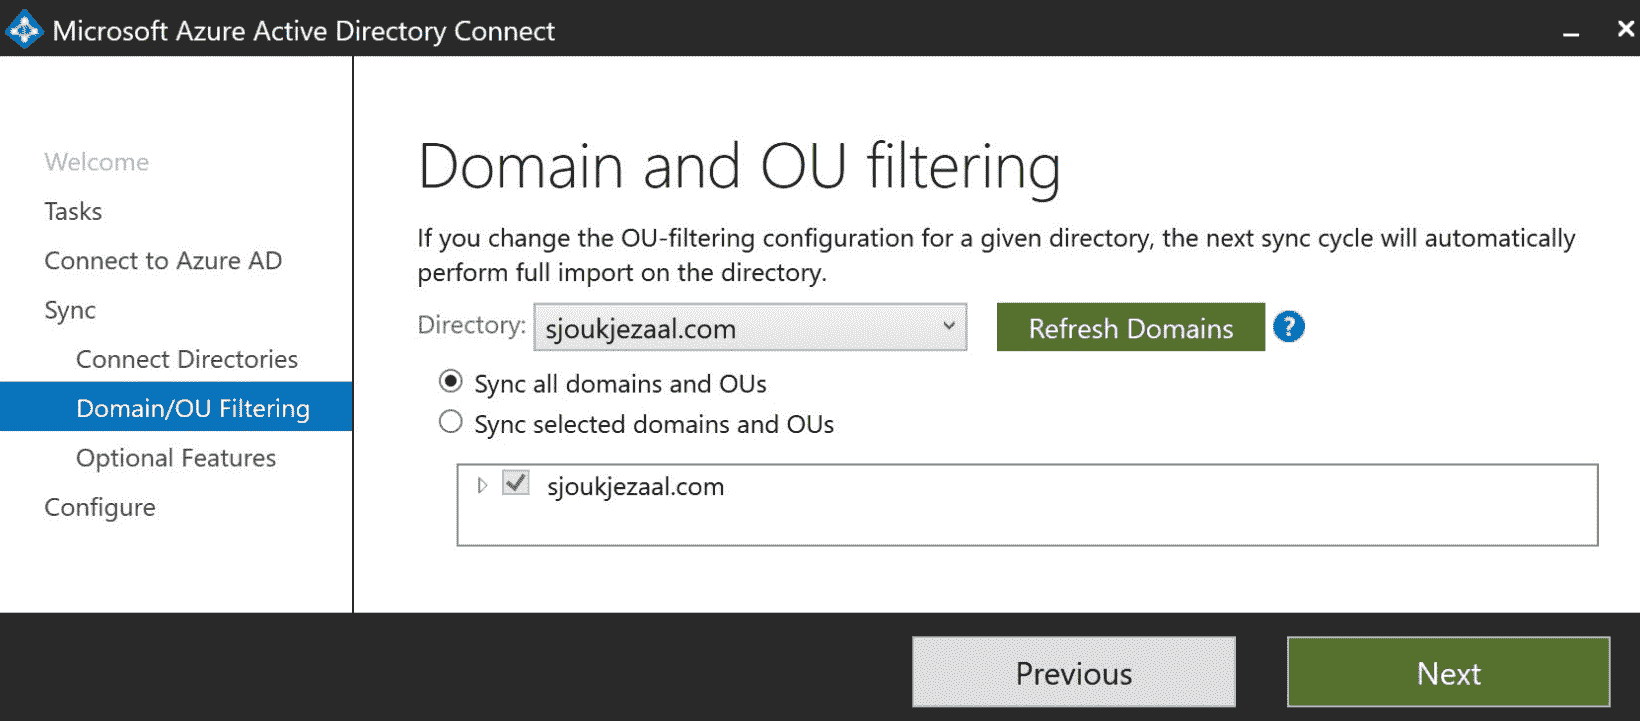 Microsoft Azure Active Directory Connect
Welcome
Tasks
Connect to Azure AD
Sync
Connect Directories
Domain/OU Filtering
Optional Features
Configure
Domain and OU filtering
If you change the OU-filtering configuration for a given directory, the next sync cycle will automatically
perform full import on the directory.
Directory: sjoukjezaal.com Refresh Domains ?
Sync all domains and OUs
Sync selected domains and OUs
sjoukjezaal.com
Previous Next